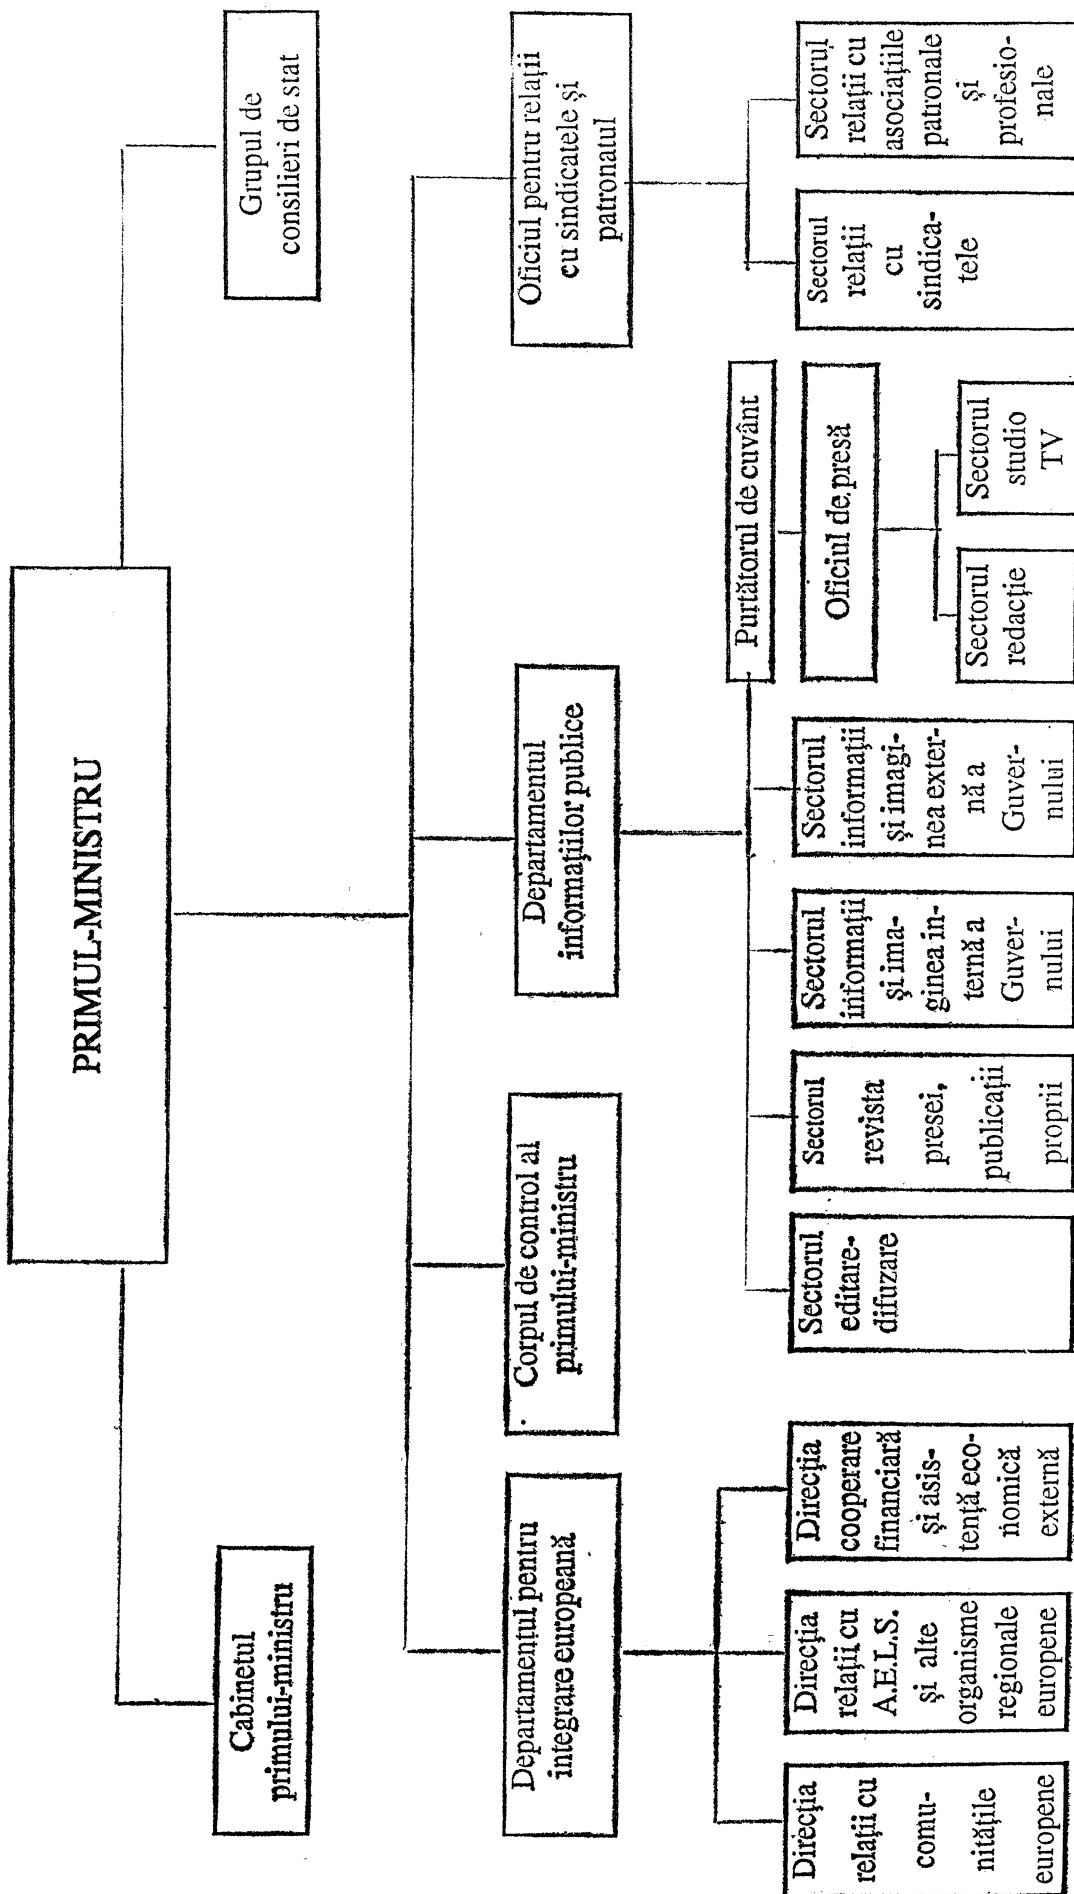 PRIMUL-MINISTRU
Cabinetul
primului-ministru
Grupul de
consilieri de stat
Departamentul pentru
integrare europeană
Corpul de control al
primului-ministru
Departamentul
informațiilor publice
Oficiul pentru relații
cu sindicatele și
patronatul
Direcția
relații cu
comu-
nitățile
europene
Direcția
relații cu
A.E.L.S.
și alte
organisme
regionale
europene
Direcția
cooperare
financiară
și asis-
tență eco-
nomică
externă
Sectorul
editare-
difuzare
Sectorul
revista
presei,
publicații
proprii
Sectorul
informații
și ima-
ginea in-
ternă a
Guver-
nului
Sectorul
informații
și imagi-
nea exter-
nă a
Guver-
nului
Purtătorul de cuvânt
Oficiul de presă
Sectorul
redacție
Sectorul
studio
TV
Sectorul
relații
cu
sindica-
tele
Sectorul
relații cu
asociațiile
patronale
și
profesio-
nale